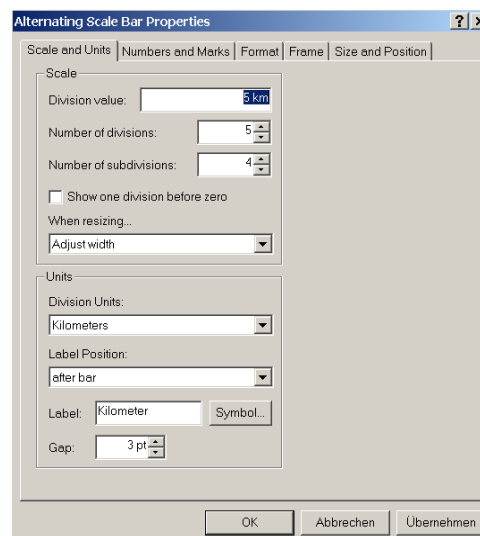 Alternating Scale Bar Properties
Scale and Units Numbers and Marks Format Frame Size and Position
Scale
Division value: 5 km
Number of divisions: 5
Number of subdivisions: 4
Show one division before zero
When resizing...
Adjust width
Units
Division Units:
Kilometers
Label Position:
after bar
Label: Kilometer Symbol...
Gap: 3 pt
OK Abbrechen Übernehmen